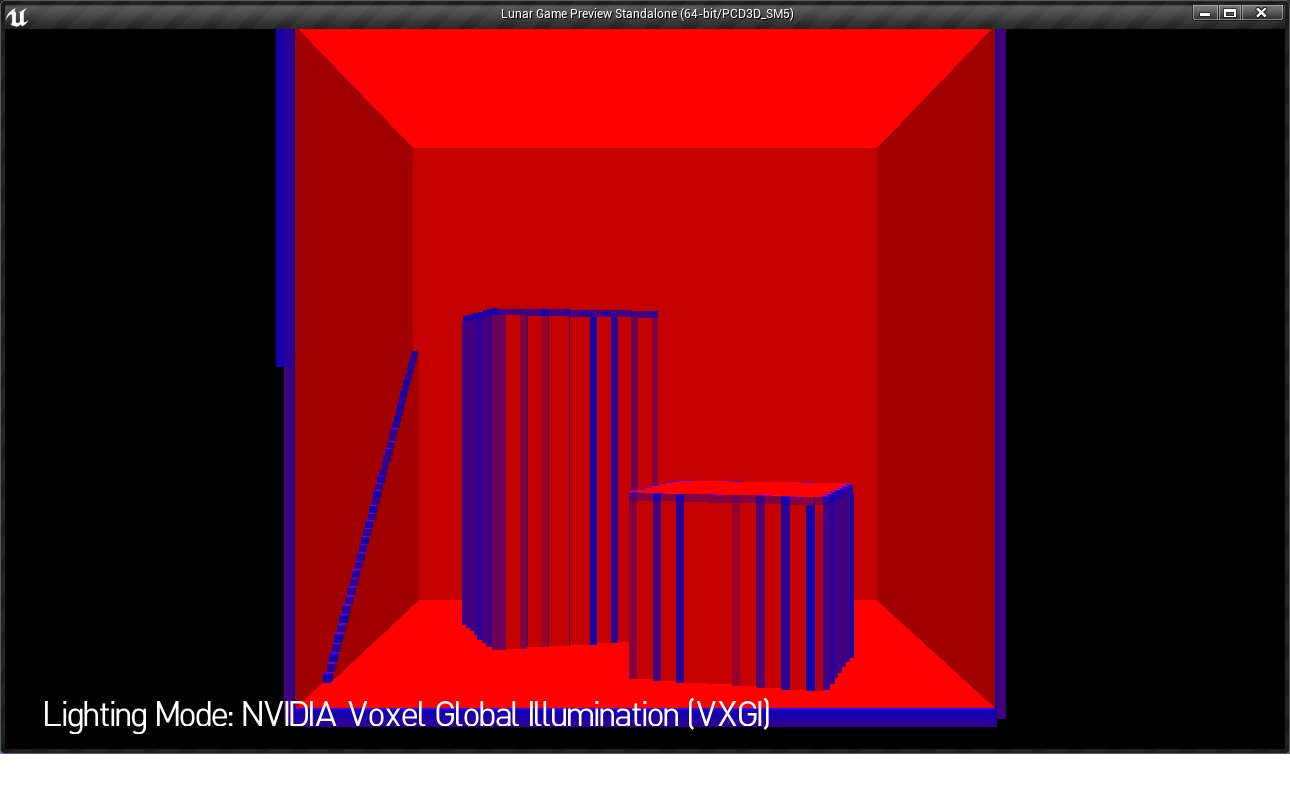 Lunar Game Preview Standalone (64-bit/PCD3D_SM5)
Lighting Mode: NVIDIA Voxel Global Illumination (VXGI)